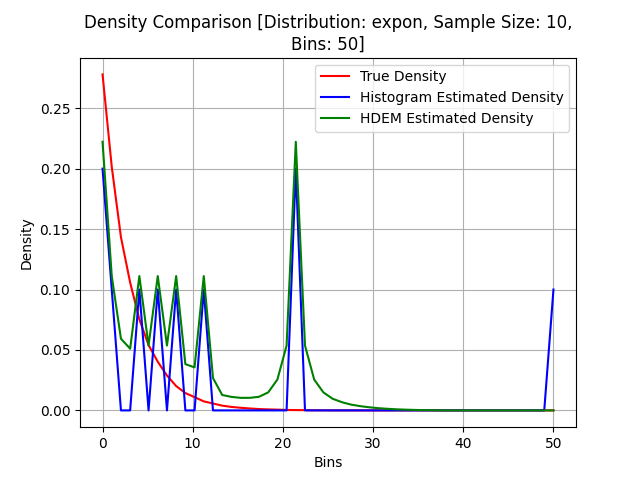 Density Comparison [Distribution: expon, Sample Size: 10,
Bins: 50]
True Density
Histogram Estimated Density
HDEM Estimated Density
Density
0.25
0.20
0.15
0.10
0.05
0.00
0 10 20 30 40 50
Bins